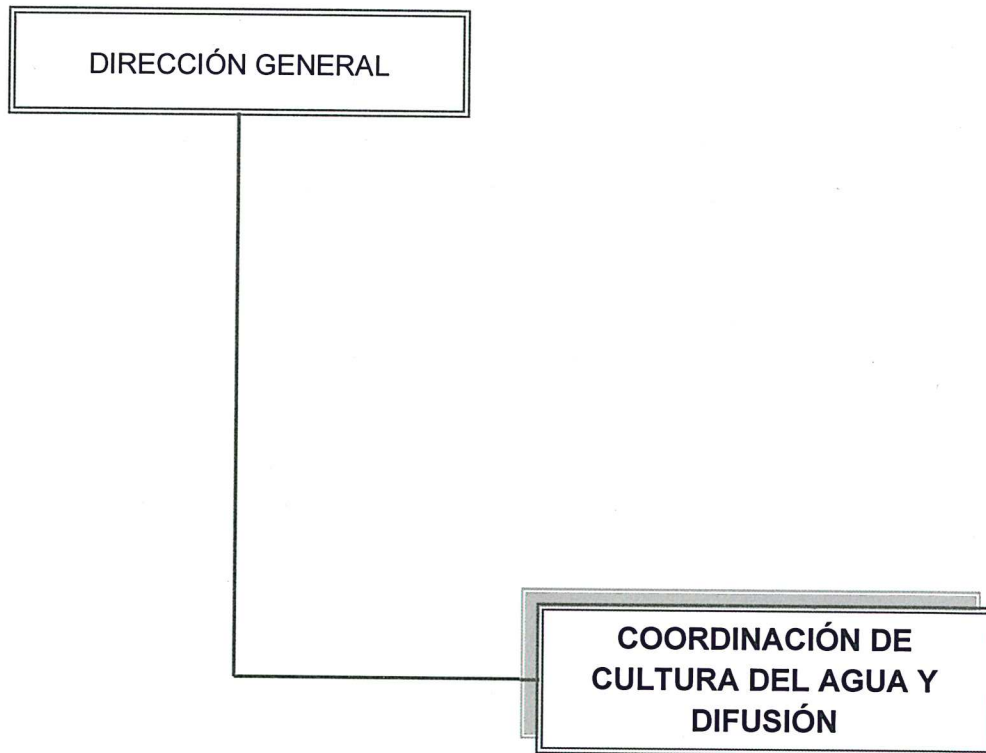 DIRECCIÓN GENERAL
COORDINACIÓN DE
CULTURA DEL AGUA Y
DIFUSIÓN